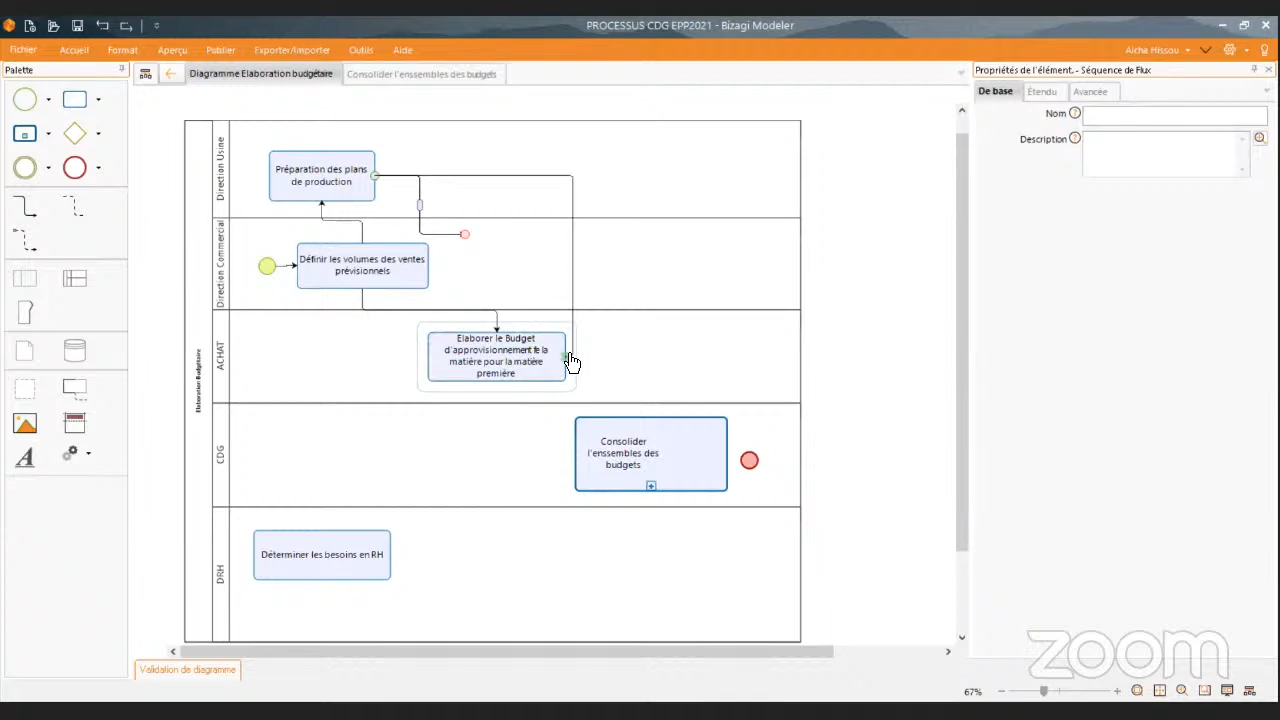 PROCESSUS CDG EPP2021 - Bizagi Modeler
Fichier Accueil Format Aperçu Publier Exporter/Importer Outils Aide
Aicha Hissou
Palette
Diagramme Elaboration budgétaire
Consolider l'enssembles des budgets
Propriétés de l'élément. - Séquence de Flux
De base Étendu Avancée
Nom
Description
Elaboration Budgétaire
Direction Usine
Préparation des plans
de production
Direction Commercial
Définir les volumes des ventes
prévisionnels
ACHAT
Elaborer le Budget
d'approvisionnement la
matière pour la matière
première
CDG
Consolider
l'enssembles des
budgets
DRH
Déterminer les besoins en RH
Validation de diagramme
67%
zoom